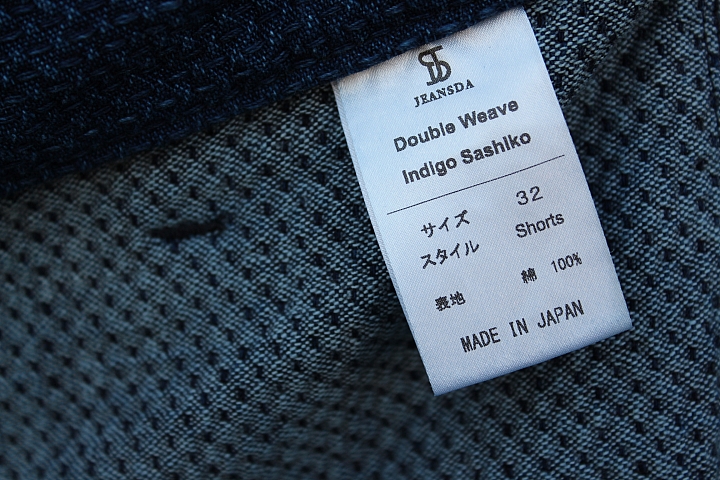 JEANSDA
Double Weave
Indigo Sashiko
サイズ 32
スタイル Shorts
表地 綿 100%
MADE IN JAPAN